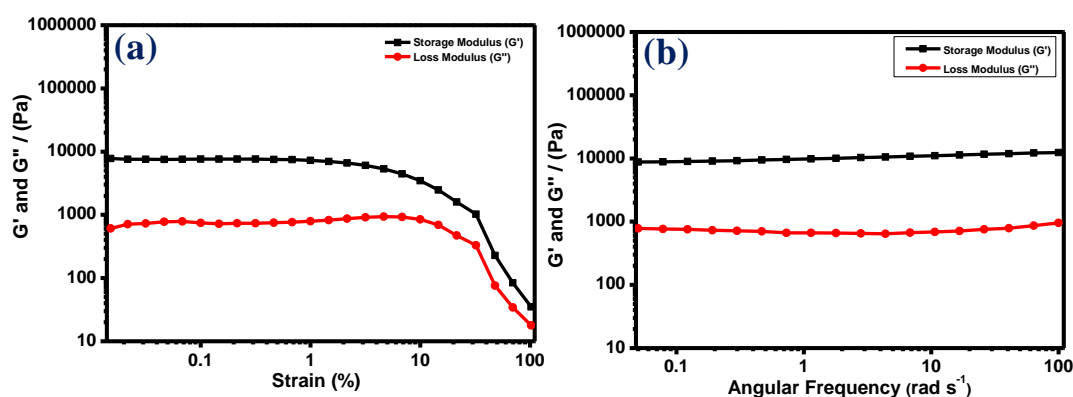 (a)
Storage Modulus (G')
Loss Modulus (G'')
G' and G'' / (Pa)
1000000
100000
10000
1000
100
10
0.1
1
10
100
Strain (%)
(b)
Storage Modulus (G')
Loss Modulus (G'')
G' and G'' / (Pa)
1000000
100000
10000
1000
100
10
0.1
1
10
100
Angular Frequency (rad s⁻¹)